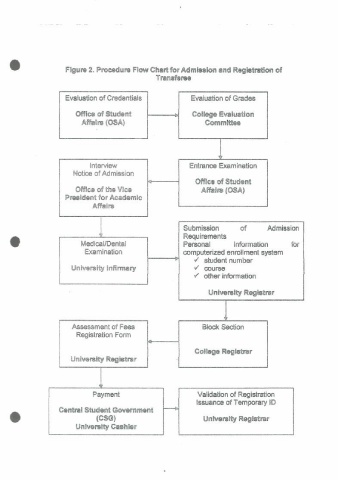 Figure 2. Procedure Flow Chart for Admission and Registration of
Transferee
Evaluation of Credentials
Office of Student
Affairs (OSA)
Evaluation of Grades
College Evaluation
Committee
Interview
Notice of Admission
Office of the Vice
President for Academic
Affairs
Entrance Examination
Office of Student
Affairs (OSA)
Medical/Dental
Examination
University Infirmary
Submission of Admission
Requirements
Personal Information for
computerized enrollment system
✓ student number
✓ course
✓ other information
University Registrar
Assessment of Fees
Registration Form
University Registrar
Block Section
College Registrar
Payment
Central Student Government
(CSG)
University Cashier
Validation of Registration
Issuance of Temporary ID
University Registrar